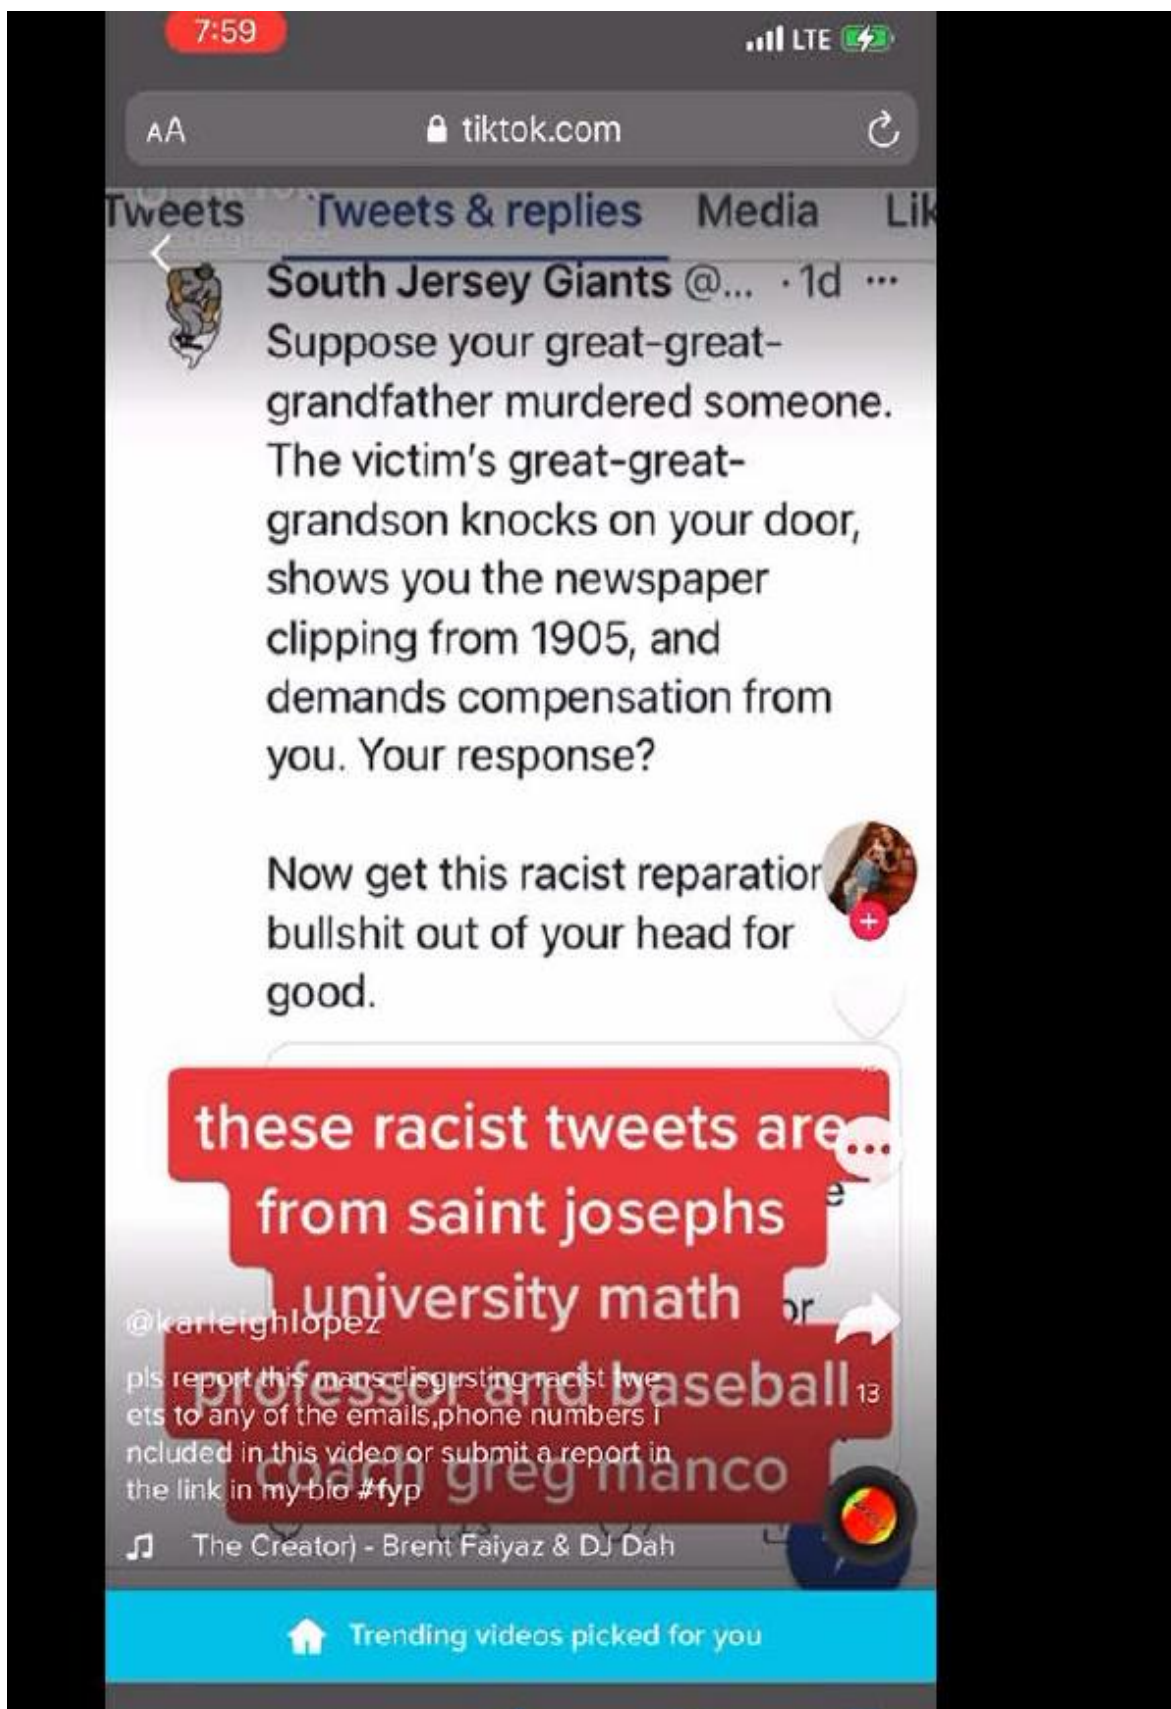 7:59
LTE
AA tiktok.com
Tweets Tweets & replies Media Lik
South Jersey Giants @... · 1d ...
Suppose your great-great-
grandfather murdered someone.
The victim's great-great-
grandson knocks on your door,
shows you the newspaper
clipping from 1905, and
demands compensation from
you. Your response?
Now get this racist reparation
bullshit out of your head for
good.
these racist tweets are
from saint josephs
university math
professor and baseball
coach greg manco
@karleighlopez
pls report this mans disgusting racist twe
ets to any of the emails,phone numbers i
ncluded in this video or submit a report in
the link in my bio #fyp
13
The Creator) - Brent Faiyaz & DJ Dah
Trending videos picked for you